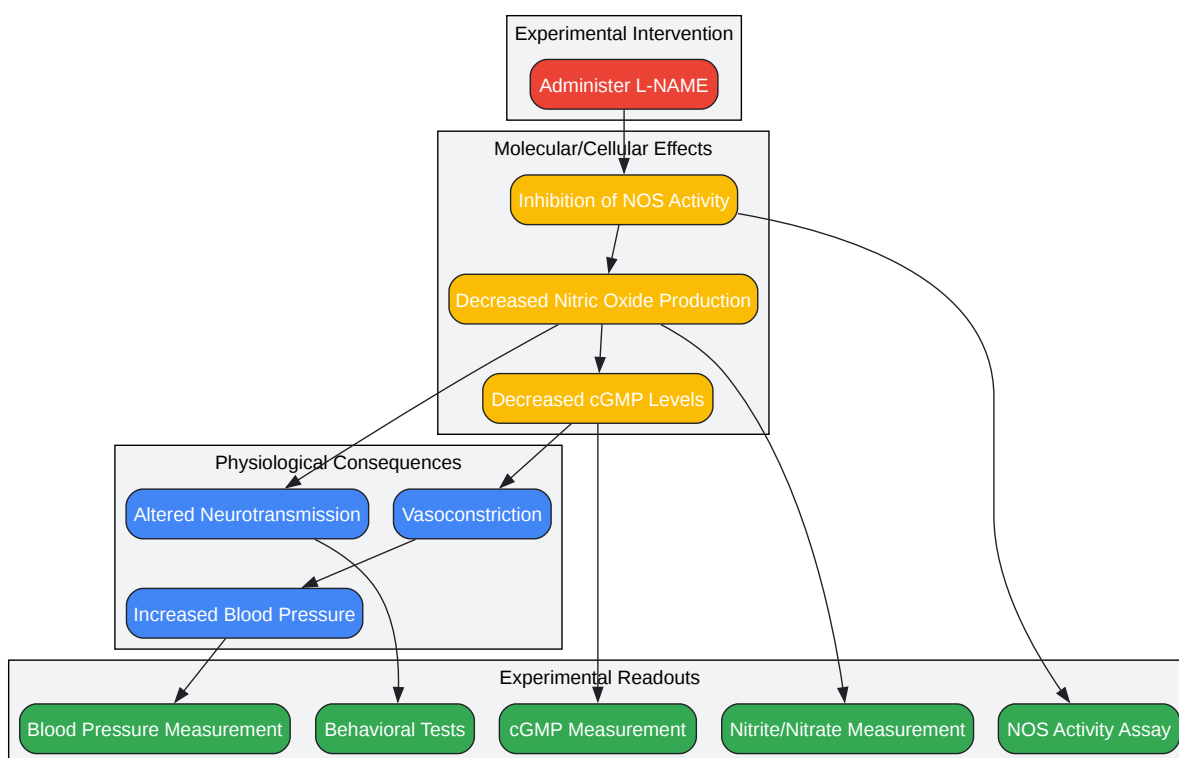 Experimental Intervention
Administer L-NAME
Molecular/Cellular Effects
Inhibition of NOS Activity
Decreased Nitric Oxide Production
Decreased cGMP Levels
Physiological Consequences
Altered Neurotransmission
Vasoconstriction
Increased Blood Pressure
Experimental Readouts
Blood Pressure Measurement
Behavioral Tests
cGMP Measurement
Nitrite/Nitrate Measurement
NOS Activity Assay